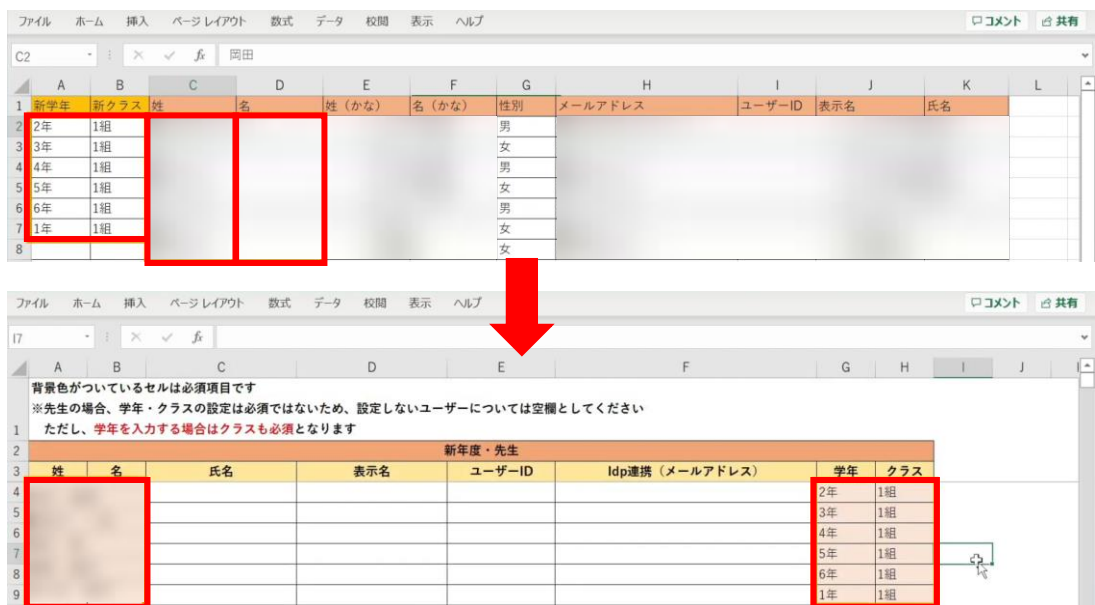 ファイル ホーム 挿入 ページ レイアウト 数式 データ 校閲 表示 ヘルプ コメント 共有
C2 fx 岡田
A B C D E F G H I J K L
1 新学年 新クラス 姓 名 姓（かな） 名（かな） 性別 メールアドレス ユーザーID 表示名 氏名
2 2年 1組 男
3 3年 1組 女
4 4年 1組 男
5 5年 1組 女
6 6年 1組 男
7 1年 1組 女
8 女
ファイル ホーム 挿入 ページ レイアウト 数式 データ 校閲 表示 ヘルプ コメント 共有
I7 fx
A B C D E F G H I J
背景色がついているセルは必須項目です
※先生の場合、学年・クラスの設定は必須ではないため、設定しないユーザーについては空欄としてください
1 ただし、学年を入力する場合はクラスも必須となります
2 新年度・先生
3 姓 名 氏名 表示名 ユーザーID Idp連携（メールアドレス） 学年 クラス
4 2年 1組
5 3年 1組
6 4年 1組
7 5年 1組
8 6年 1組
9 1年 1組